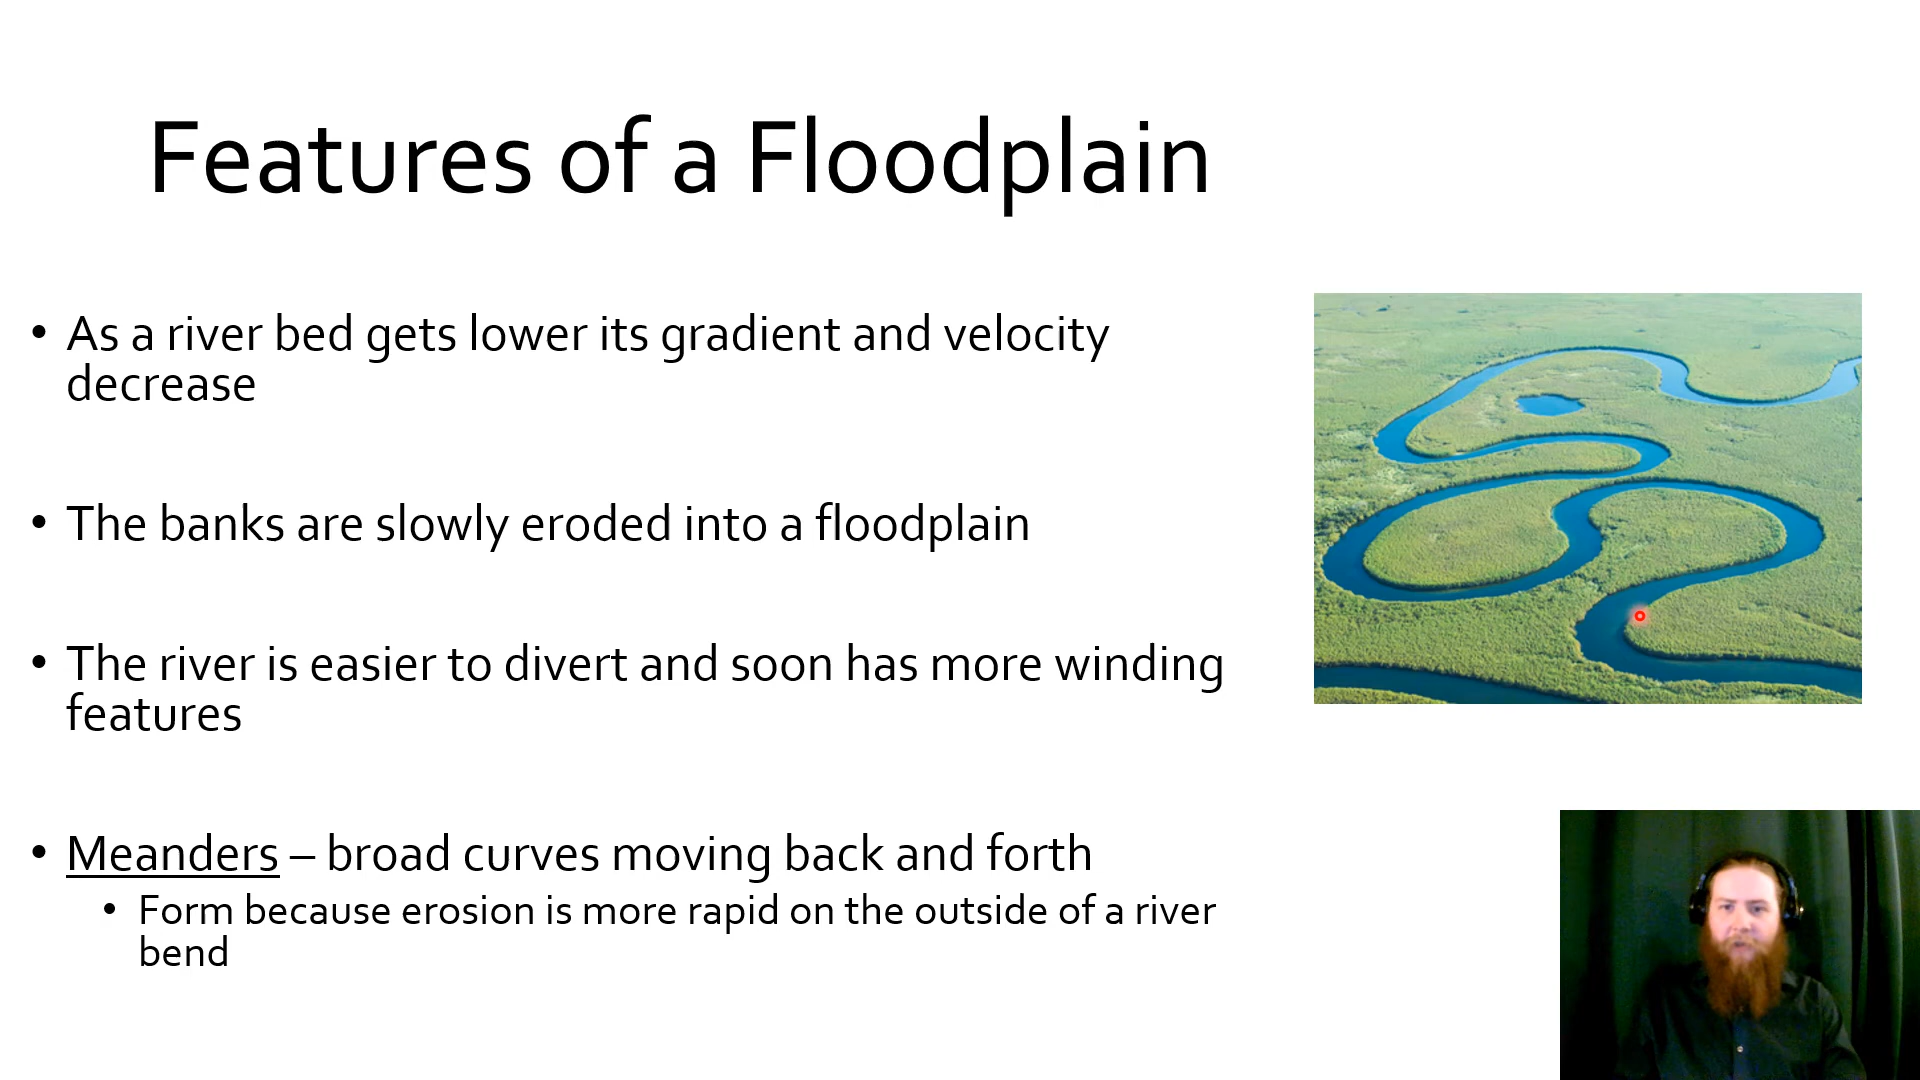 Features of a Floodplain
• As a river bed gets lower its gradient and velocity
decrease
• The banks are slowly eroded into a floodplain
• The river is easier to divert and soon has more winding
features
• Meanders – broad curves moving back and forth
• Form because erosion is more rapid on the outside of a river
bend